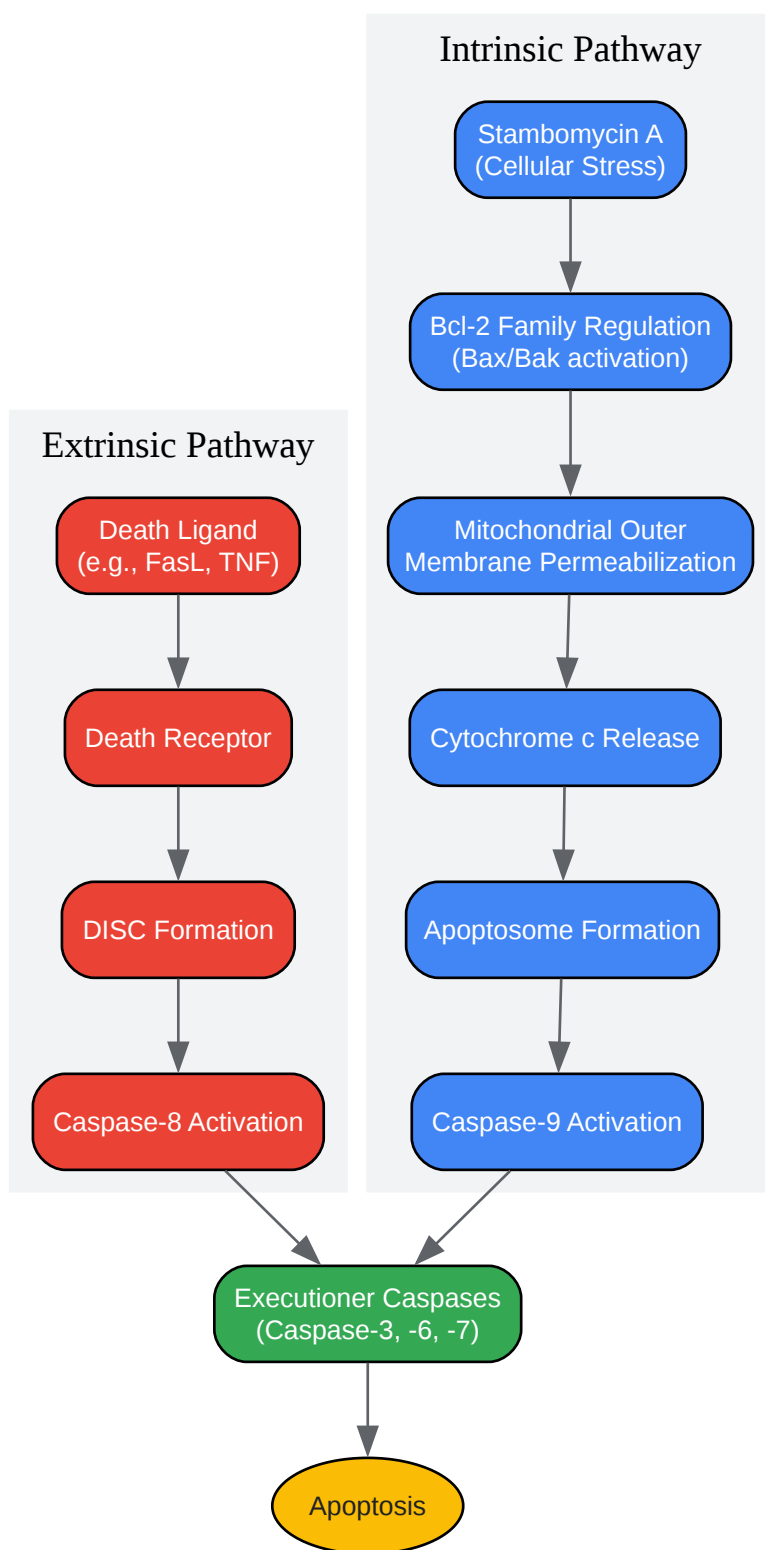 Intrinsic Pathway
Stambomycin A
(Cellular Stress)
Bcl-2 Family Regulation
(Bax/Bak activation)
Mitochondrial Outer
Membrane Permeabilization
Cytochrome c Release
Apoptosome Formation
Caspase-9 Activation
Extrinsic Pathway
Death Ligand
(e.g., FasL, TNF)
Death Receptor
DISC Formation
Caspase-8 Activation
Executioner Caspases
(Caspase-3, -6, -7)
Apoptosis